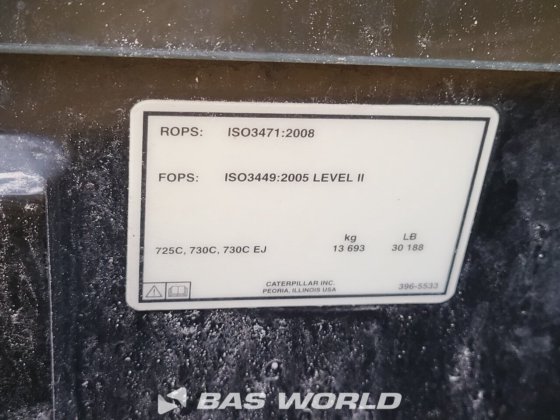 ROPS: ISO3471:2008
FOPS: ISO3449:2005 LEVEL II
kg LB
725C, 730C, 730C EJ 13 693 30 188
CATERPILLAR INC.
PEORIA, ILLINOIS USA
396-5533
BAS WORLD